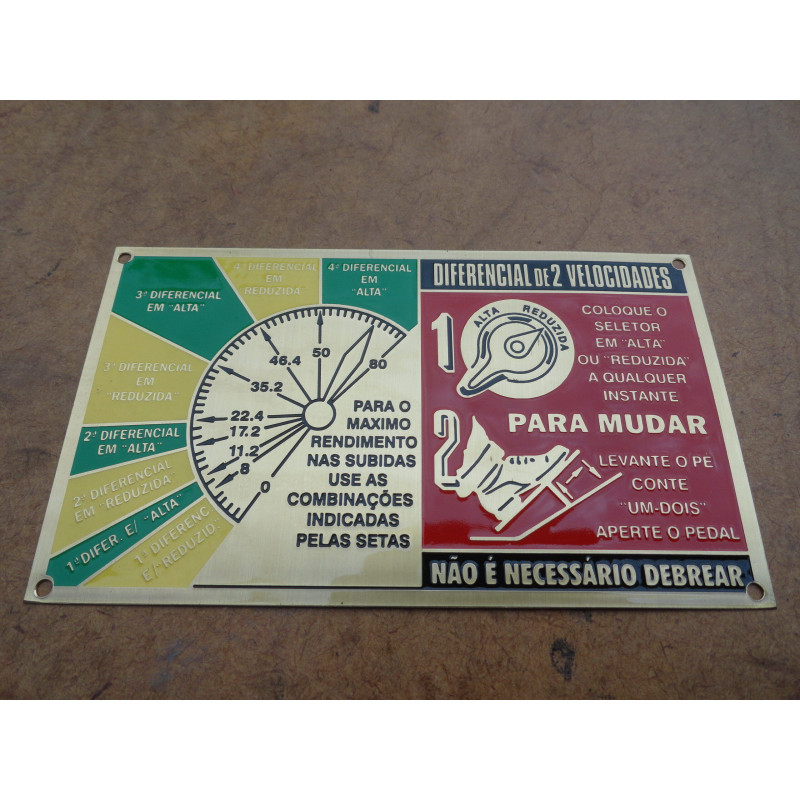 3ª DIFERENCIAL
EM "ALTA"
4ª DIFERENCIAL
EM
REDUZIDA
4ª DIFERENCIAL
EM
"ALTA"
3ª DIFERENCIAL
EM
"REDUZIDA"
2ª DIFERENCIAL
EM "ALTA"
2ª DIFERENCIAL
EM "REDUZIDA"
1ª DIFER. E/ "ALTA"
1ª DIFERENC
E/"REDUZID
0
8
11.2
17.2
22.4
35.2
46.4
50
80
PARA O
MAXIMO
RENDIMENTO
NAS SUBIDAS
USE AS
COMBINAÇÕES
INDICADAS
PELAS SETAS
DIFERENCIAL DE 2 VELOCIDADES
1
ALTA REDUZIDA
COLOQUE O
SELETOR
EM "ALTA"
OU "REDUZIDA"
A QUALQUER
INSTANTE
2
PARA MUDAR
LEVANTE O PE
CONTE
"UM-DOIS"
APERTE O PEDAL
NÃO É NECESSÁRIO DEBREAR